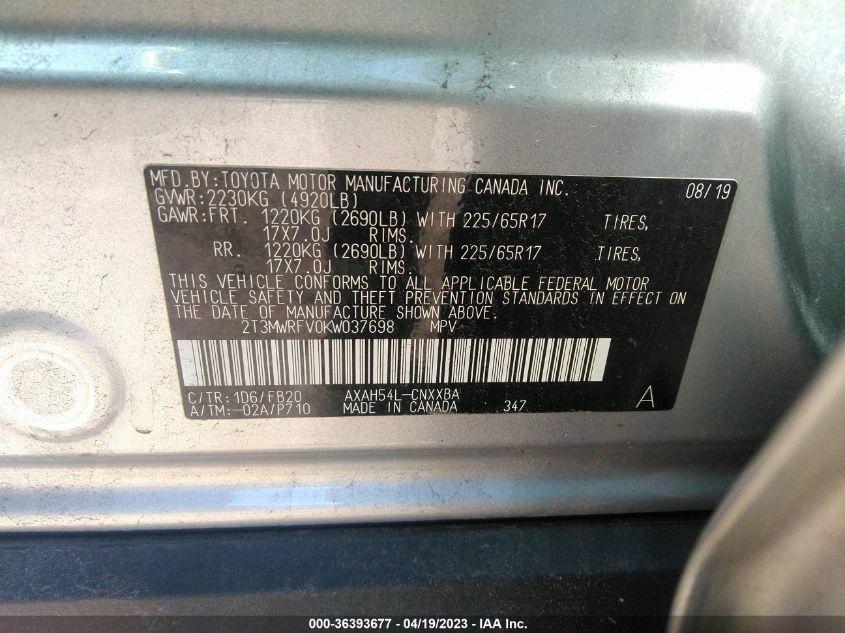 MFD.BY:TOYOTA MOTOR MANUFACTURING CANADA INC. 08/19
GVWR:2230KG (4920LB)
GAWR:FRT. 1220KG (2690LB) WITH 225/65R17 TIRES,
17X7.0J RIMS.
RR. 1220KG (2690LB) WITH 225/65R17 TIRES,
17X7.0J RIMS.
THIS VEHICLE CONFORMS TO ALL APPLICABLE FEDERAL MOTOR
VEHICLE SAFETY AND THEFT PREVENTION STANDARDS IN EFFECT ON
THE DATE OF MANUFACTURE SHOWN ABOVE.
2T3MWRFV0KW037698 MPV
C/TR:1D6/FB20 AXAH54L-CNXXBA
A/TM:-02A/P710 MADE IN CANADA 347 A
000-36393677 - 04/19/2023 - IAA Inc.